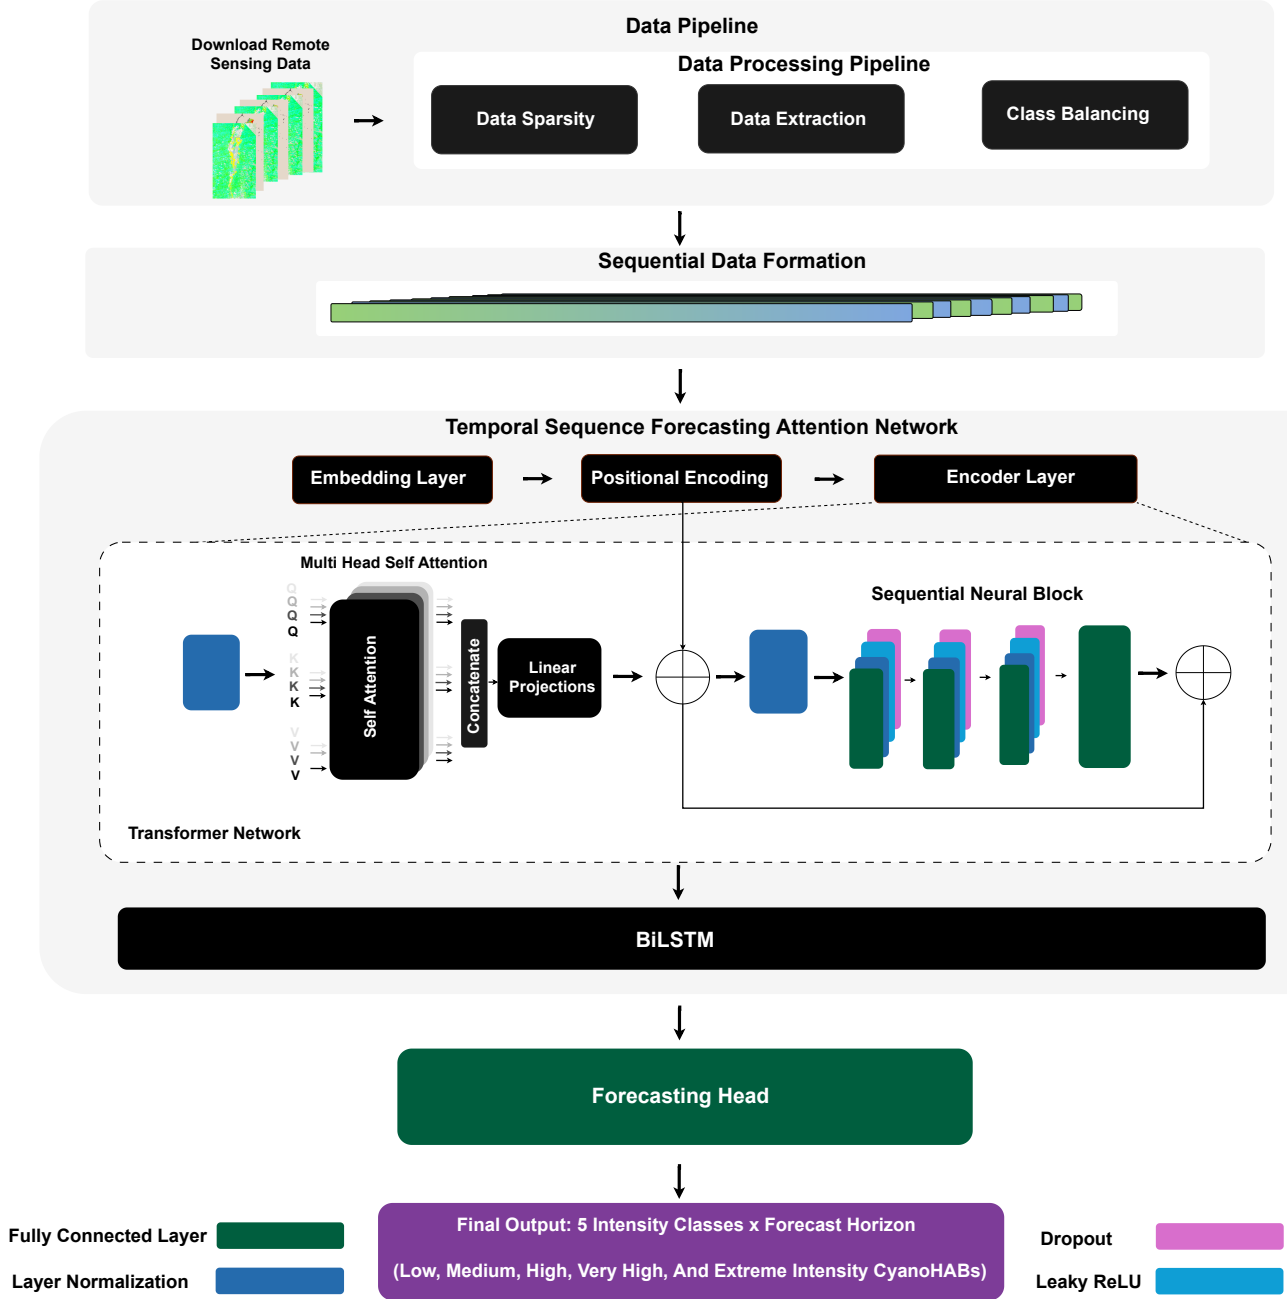 Data Pipeline
Download Remote
Sensing Data
Data Processing Pipeline
Data Sparsity
Data Extraction
Class Balancing
Sequential Data Formation
Temporal Sequence Forecasting Attention Network
Embedding Layer
Positional Encoding
Encoder Layer
Multi Head Self Attention
Sequential Neural Block
Q
Q
Q
Q
K
K
K
K
V
V
V
V
Self Attention
Concatenate
Linear
Projections
Transformer Network
BiLSTM
Forecasting Head
Final Output: 5 Intensity Classes x Forecast Horizon
(Low, Medium, High, Very High, And Extreme Intensity CyanoHABs)
Fully Connected Layer
Layer Normalization
Dropout
Leaky ReLU